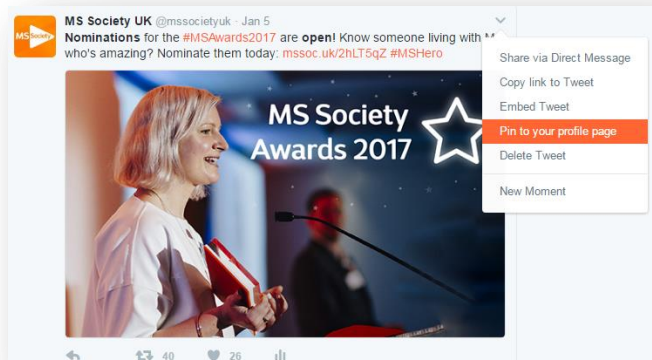 MS Society UK @mssocietyuk · Jan 5
Nominations for the #MSAwards2017 are open! Know someone living with
who's amazing? Nominate them today: mssoc.uk/2hLT5qZ #MSHero
MS Society
MS Society
Awards 2017
40
26
Share via Direct Message
Copy link to Tweet
Embed Tweet
Pin to your profile page
Delete Tweet
New Moment